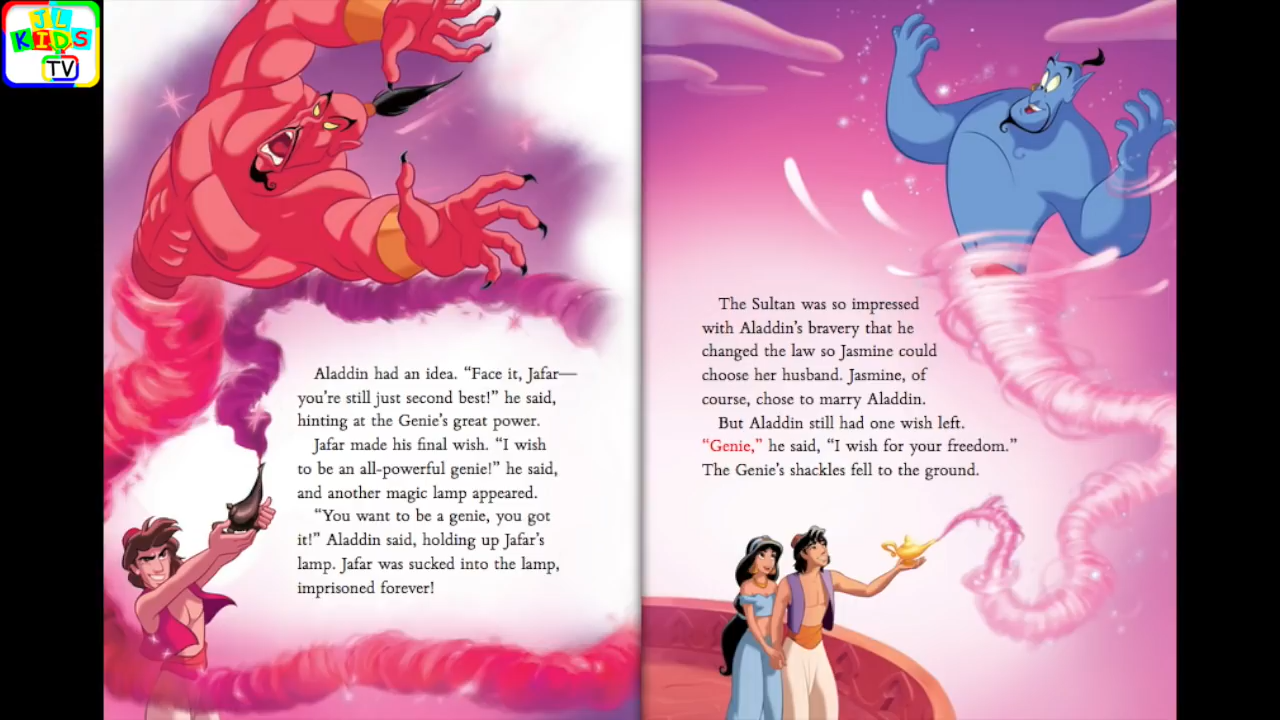 JL
KIDS
TV
Aladdin had an idea. “Face it, Jafar—
you’re still just second best!” he said,
hinting at the Genie’s great power.
Jafar made his final wish. “I wish
to be an all-powerful genie!” he said,
and another magic lamp appeared.
“You want to be a genie, you got
it!” Aladdin said, holding up Jafar’s
lamp. Jafar was sucked into the lamp,
imprisoned forever!
The Sultan was so impressed
with Aladdin’s bravery that he
changed the law so Jasmine could
choose her husband. Jasmine, of
course, chose to marry Aladdin.
But Aladdin still had one wish left.
“Genie,” he said, “I wish for your freedom.”
The Genie’s shackles fell to the ground.